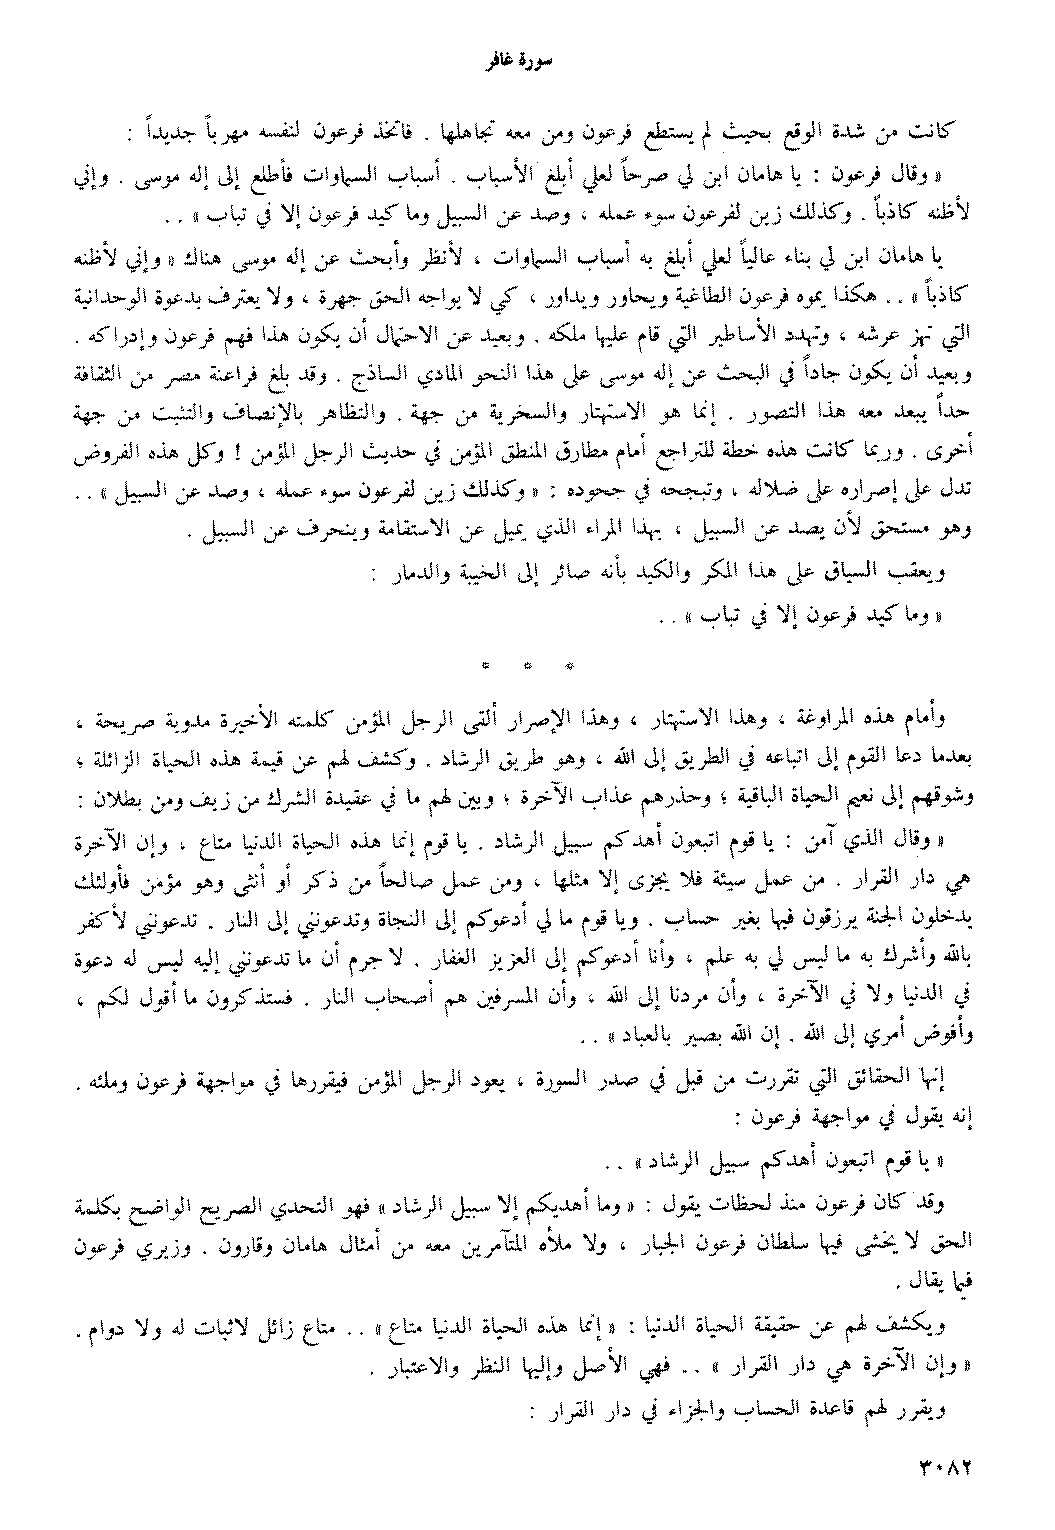 سورة غافر
كانت من شدة الوقع بحيث لم يستطع فرعون ومن معه تجاهلها . فاتخذ فرعون لنفسه مهرباً جديداً :
« وقال فرعون : يا هامان ابن لي صرحاً لعلي أبلغ الأسباب . أسباب السماوات فأطلع إلى إله موسى . وإني
لأظنه كاذباً . وكذلك زين لفرعون سوء عمله ، وصد عن السبيل وما كيد فرعون إلا في تباب » . .
يا هامان ابن لي بناء عالياً لعلي أبلغ به أسباب السماوات ، لأنظر وأبحث عن إله موسى هناك « وإني لأظنه
كاذباً » . . هكذا يموه فرعون الطاغية ويحاور ويداور ، كي لا يواجه الحق جهرة ، ولا يعترف بدعوة الوحدانية
التي تهز عرشه ، وتهدد الأساطير التي قام عليها ملكه . وبعيد عن الاحتمال أن يكون هذا فهم فرعون وإدراكه .
وبعيد أن يكون جاداً في البحث عن إله موسى على هذا النحو المادي الساذج . وقد بلغ فراعنة مصر من الثقافة
حداً يبعد معه هذا التصور . إنما هو الاستهتار والسخرية من جهة . والتظاهر بالإنصاف والتثبت من جهة
أخرى . وربما كانت هذه خطة للتراجع أمام مطارق المنطق المؤمن في حديث الرجل المؤمن ! وكل هذه الفروض
تدل على إصراره على ضلاله ، وتبجحه في جحوده : « وكذلك زين لفرعون سوء عمله ، وصد عن السبيل » . .
وهو مستحق لأن يصد عن السبيل ، بهذا المراء الذي يميل عن الاستقامة وينحرف عن السبيل .
ويعقب السياق على هذا المكر والكيد بأنه صائر إلى الخيبة والدمار :
« وما كيد فرعون إلا في تباب » . .
* * *
وأمام هذه المراوغة ، وهذا الاستهتار ، وهذا الإصرار ألقى الرجل المؤمن كلمته الأخيرة مدوية صريحة ،
بعدما دعا القوم إلى اتباعه في الطريق إلى الله ، وهو طريق الرشاد . وكشف لهم عن قيمة هذه الحياة الزائلة ؛
وشوقهم إلى نعيم الحياة الباقية ؛ وحذرهم عذاب الآخرة ؛ وبين لهم ما في عقيدة الشرك من زيف ومن بطلان :
« وقال الذي آمن : يا قوم اتبعون أهدكم سبيل الرشاد . يا قوم إنما هذه الحياة الدنيا متاع ، وإن الآخرة
هي دار القرار . من عمل سيئة فلا يجزى إلا مثلها ، ومن عمل صالحاً من ذكر أو أنثى وهو مؤمن فأولئك
يدخلون الجنة يرزقون فيها بغير حساب . ويا قوم ما لي أدعوكم إلى النجاة وتدعونني إلى النار . تدعونني لأكفر
بالله وأشرك به ما ليس لي به علم ، وأنا أدعوكم إلى العزيز الغفار . لا جرم أن ما تدعونني إليه ليس له دعوة
في الدنيا ولا في الآخرة ، وأن مردنا إلى الله ، وأن المسرفين هم أصحاب النار . فستذكرون ما أقول لكم ،
وأفوض أمري إلى الله . إن الله بصير بالعباد » . .
إنها الحقائق التي تقررت من قبل في صدر السورة ، يعود الرجل المؤمن فيقررها في مواجهة فرعون وملئه .
إنه يقول في مواجهة فرعون :
« يا قوم اتبعون أهدكم سبيل الرشاد » . .
وقد كان فرعون منذ لحظات يقول : « وما أهديكم إلا سبيل الرشاد » فهو التحدي الصريح الواضح بكلمة
الحق لا يخشى فيها سلطان فرعون الجبار ، ولا ملأه المتآمرين معه من أمثال هامان وقارون . وزيري فرعون
فيما يقال .
ويكشف لهم عن حقيقة الحياة الدنيا : « إنما هذه الحياة الدنيا متاع » . . متاع زائل لا ثبات له ولا دوام .
« وإن الآخرة هي دار القرار » . . فهي الأصل وإليها النظر والاعتبار .
ويقرر لهم قاعدة الحساب والجزاء في دار القرار :
٣٠٨٢